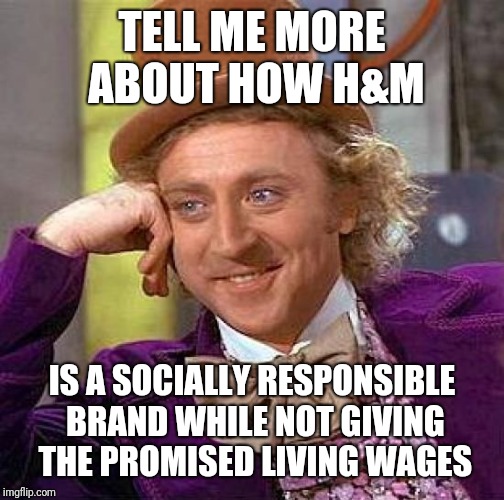 TELL ME MORE
ABOUT HOW H&M
IS A SOCIALLY RESPONSIBLE
BRAND WHILE NOT GIVING
THE PROMISED LIVING WAGES
imgflip.com